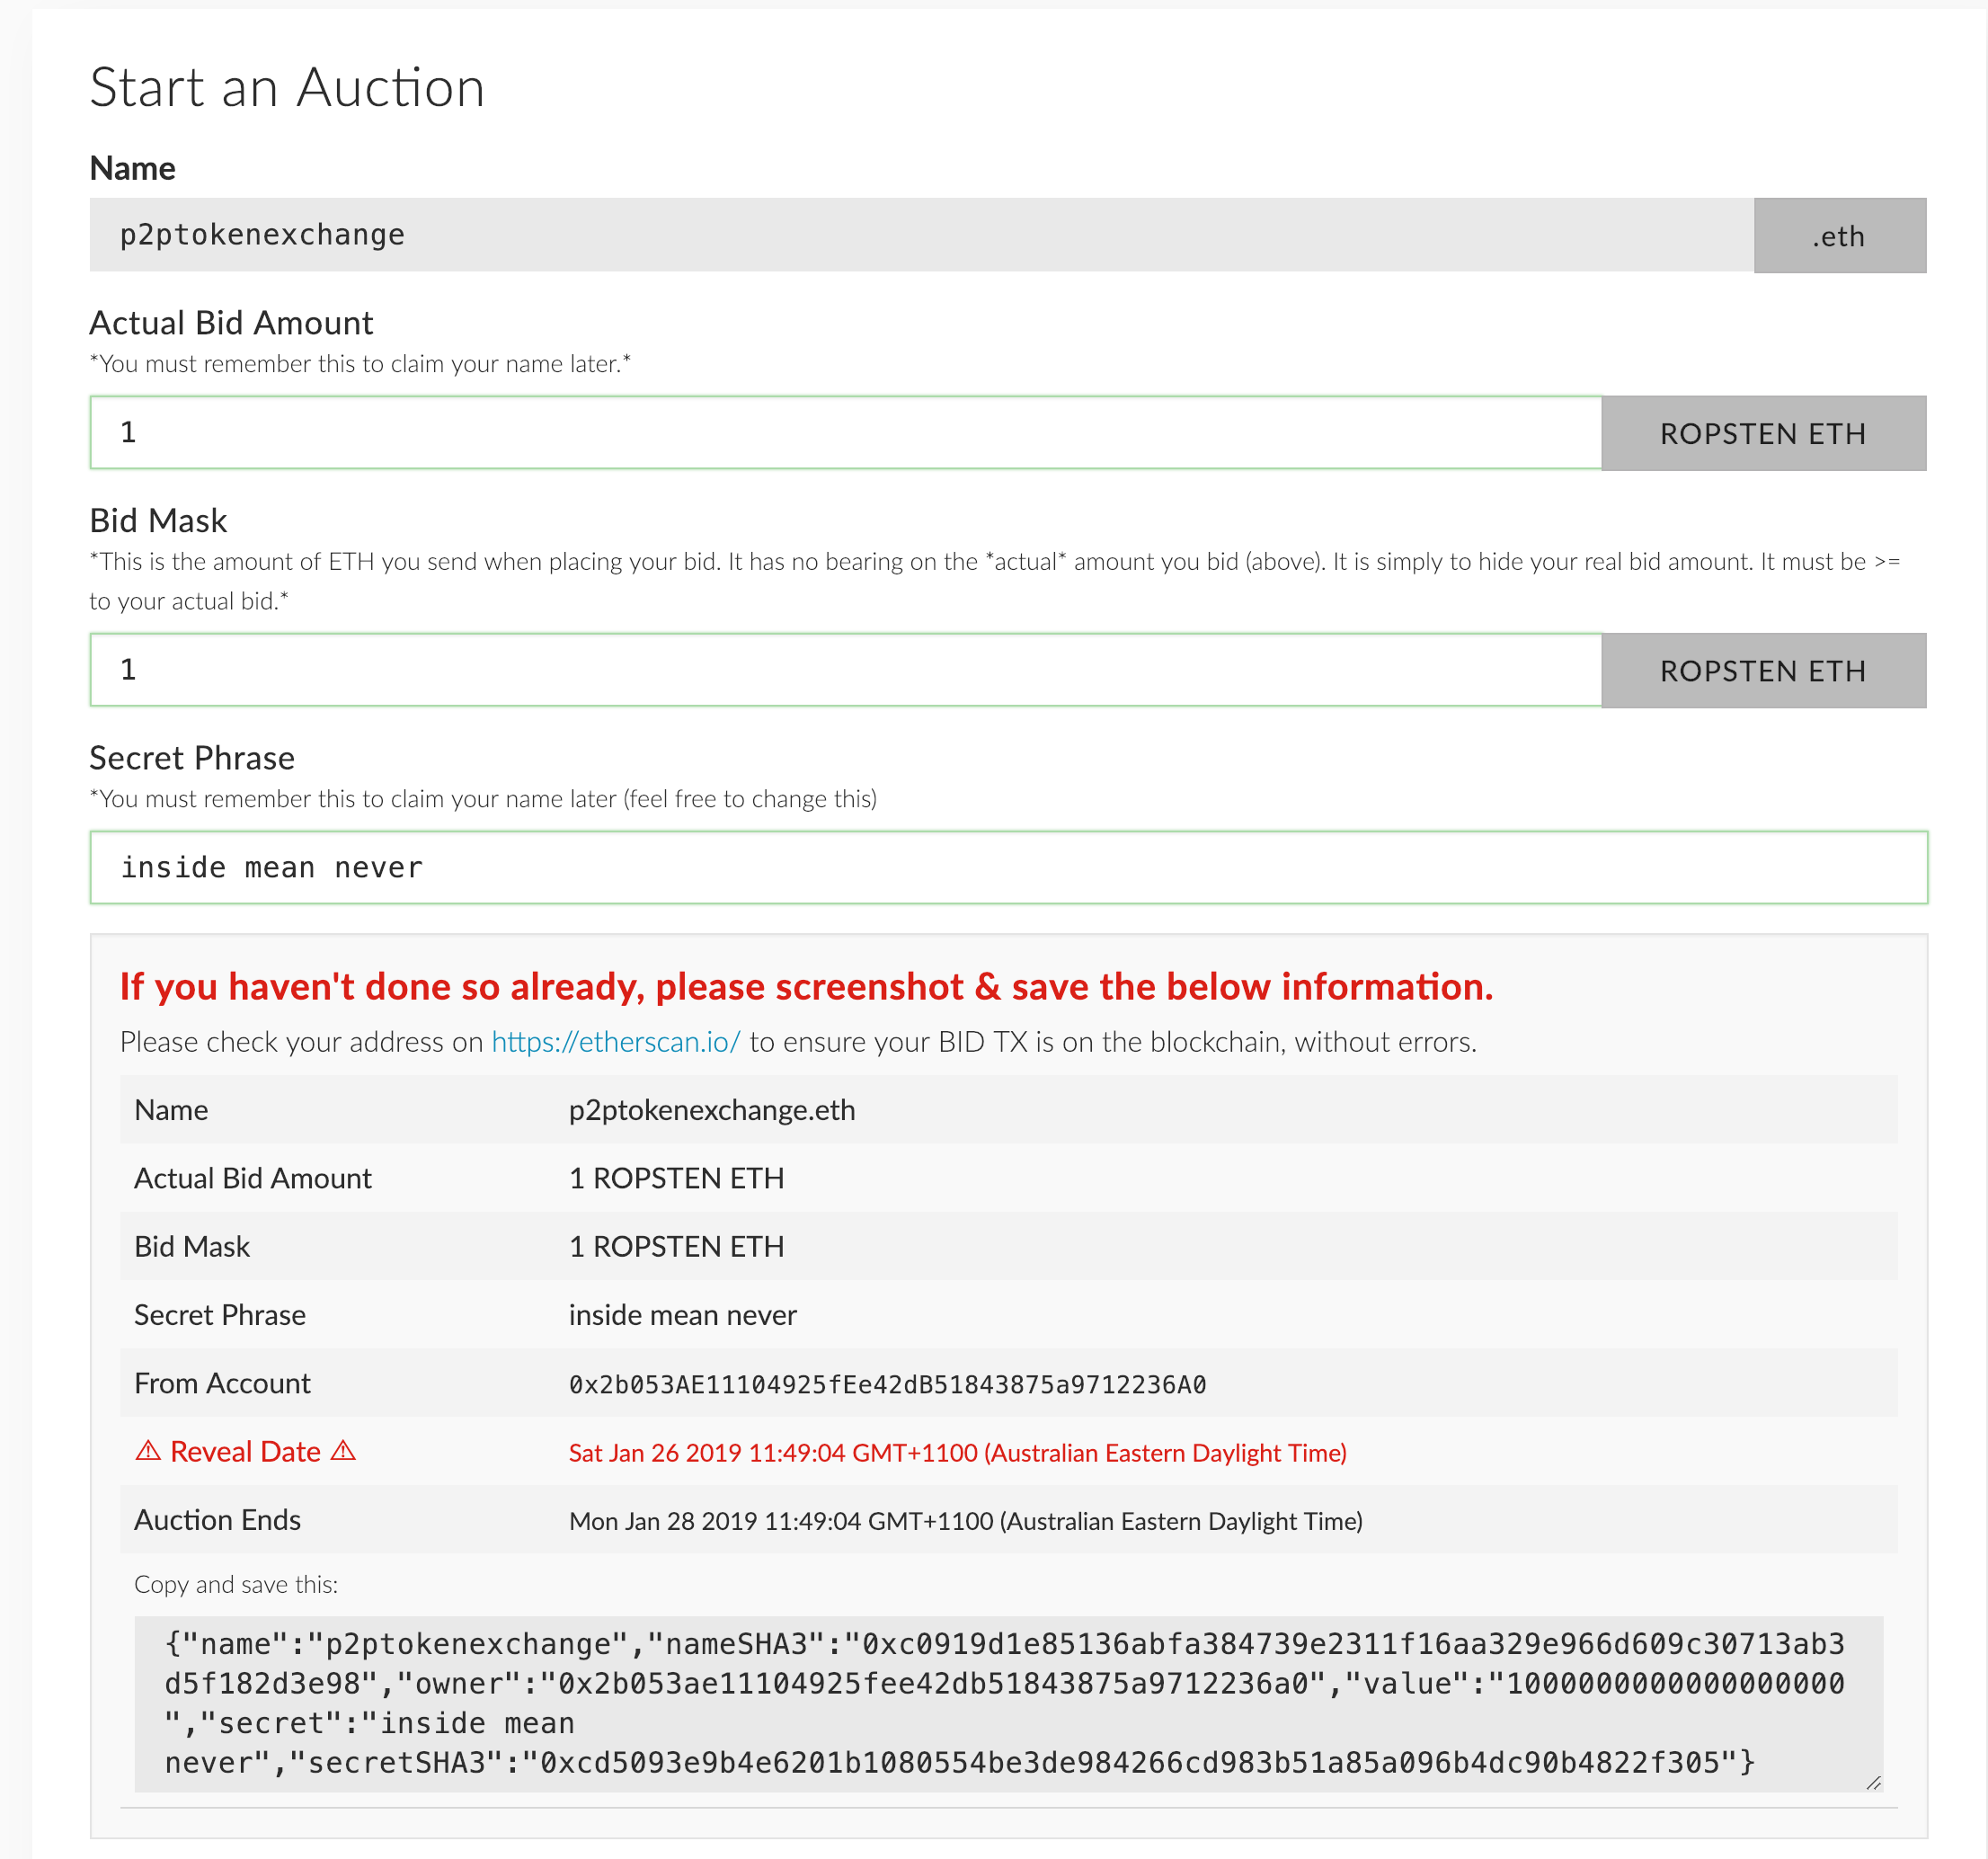 Start an Auction
Name
p2ptokenexchange
.eth
Actual Bid Amount
*You must remember this to claim your name later.*
1
ROPSTEN ETH
Bid Mask
*This is the amount of ETH you send when placing your bid. It has no bearing on the *actual* amount you bid (above). It is simply to hide your real bid amount. It must be >=
to your actual bid.*
1
ROPSTEN ETH
Secret Phrase
*You must remember this to claim your name later (feel free to change this)
inside mean never
If you haven't done so already, please screenshot & save the below information.
Please check your address on https://etherscan.io/ to ensure your BID TX is on the blockchain, without errors.
Name p2ptokenexchange.eth
Actual Bid Amount 1 ROPSTEN ETH
Bid Mask 1 ROPSTEN ETH
Secret Phrase inside mean never
From Account 0x2b053AE11104925fEe42dB51843875a9712236A0
⚠ Reveal Date ⚠ Sat Jan 26 2019 11:49:04 GMT+1100 (Australian Eastern Daylight Time)
Auction Ends Mon Jan 28 2019 11:49:04 GMT+1100 (Australian Eastern Daylight Time)
Copy and save this:
{"name":"p2ptokenexchange","nameSHA3":"0xc0919d1e85136abfa384739e2311f16aa329e966d609c30713ab3
d5f182d3e98","owner":"0x2b053ae11104925fee42db51843875a9712236a0","value":"1000000000000000000
","secret":"inside mean
never","secretSHA3":"0xcd5093e9b4e6201b1080554be3de984266cd983b51a85a096b4dc90b4822f305"}